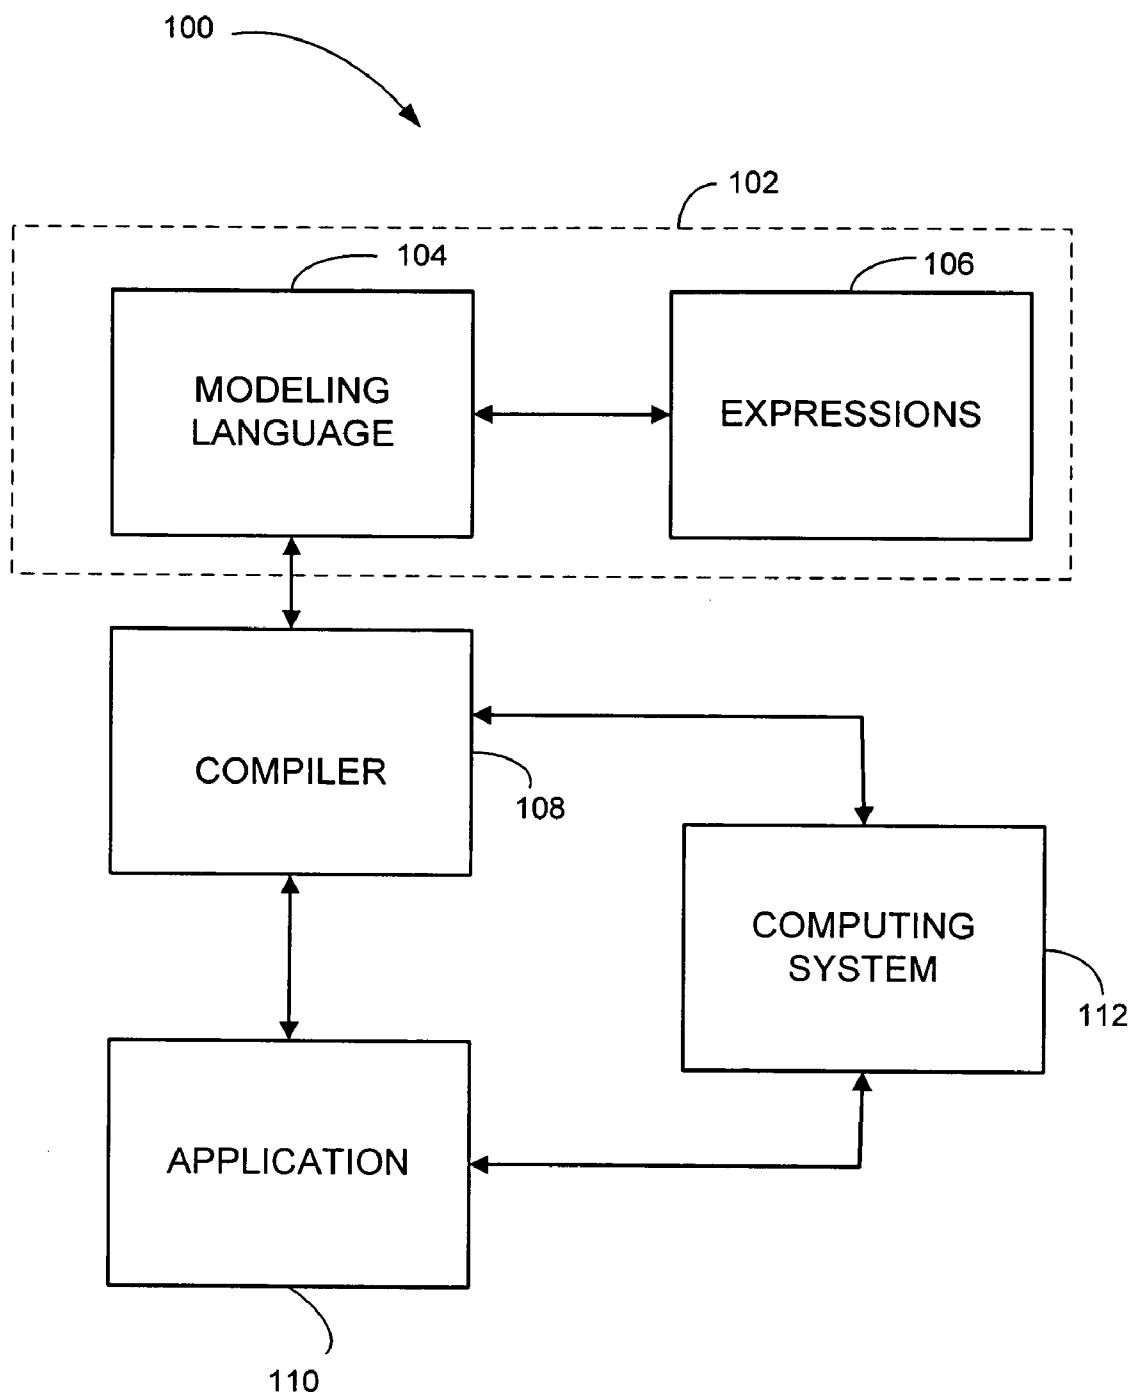 100
102
104
106
MODELING
LANGUAGE
EXPRESSIONS
COMPILER
108
COMPUTING
SYSTEM
112
APPLICATION
110